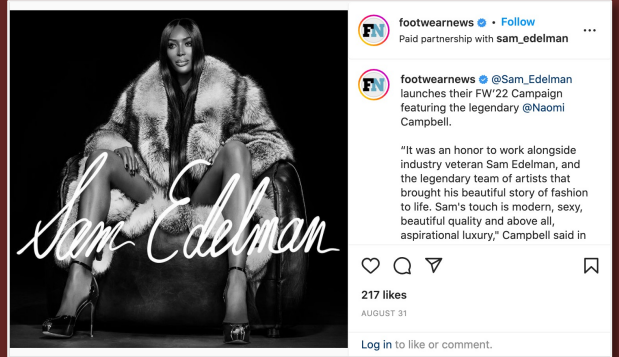 Sam Edelman
FN
footwearnews • Follow
Paid partnership with sam_edelman
FN
footwearnews @Sam_Edelman
launches their FW'22 Campaign
featuring the legendary @Naomi
Campbell.
“It was an honor to work alongside
industry veteran Sam Edelman, and
the legendary team of artists that
brought his beautiful story of fashion
to life. Sam's touch is modern, sexy,
beautiful quality and above all,
aspirational luxury," Campbell said in
217 likes
AUGUST 31
Log in to like or comment.